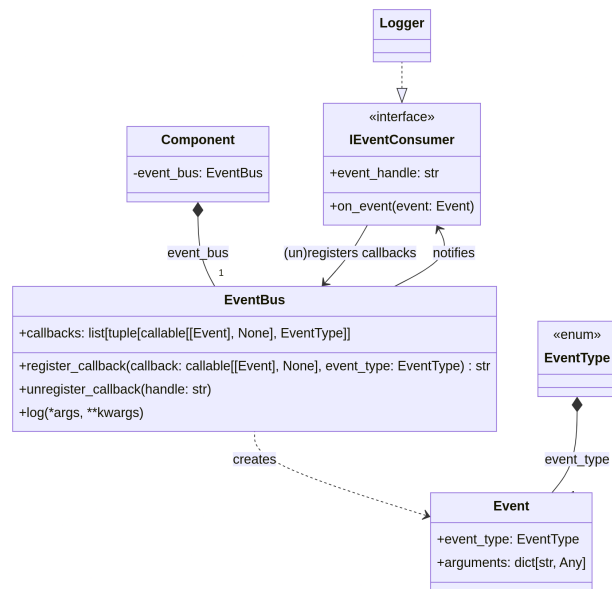 Logger
«interface»
IEventConsumer
+event_handle: str
+on_event(event: Event)
Component
-event_bus: EventBus
event_bus
1
(un)registers callbacks
notifies
EventBus
+callbacks: list[tuple[callable[[Event], None], EventType]]
+register_callback(callback: callable[[Event], None], event_type: EventType) : str
+unregister_callback(handle: str)
+log(*args, **kwargs)
«enum»
EventType
creates
event_type
Event
+event_type: EventType
+arguments: dict[str, Any]